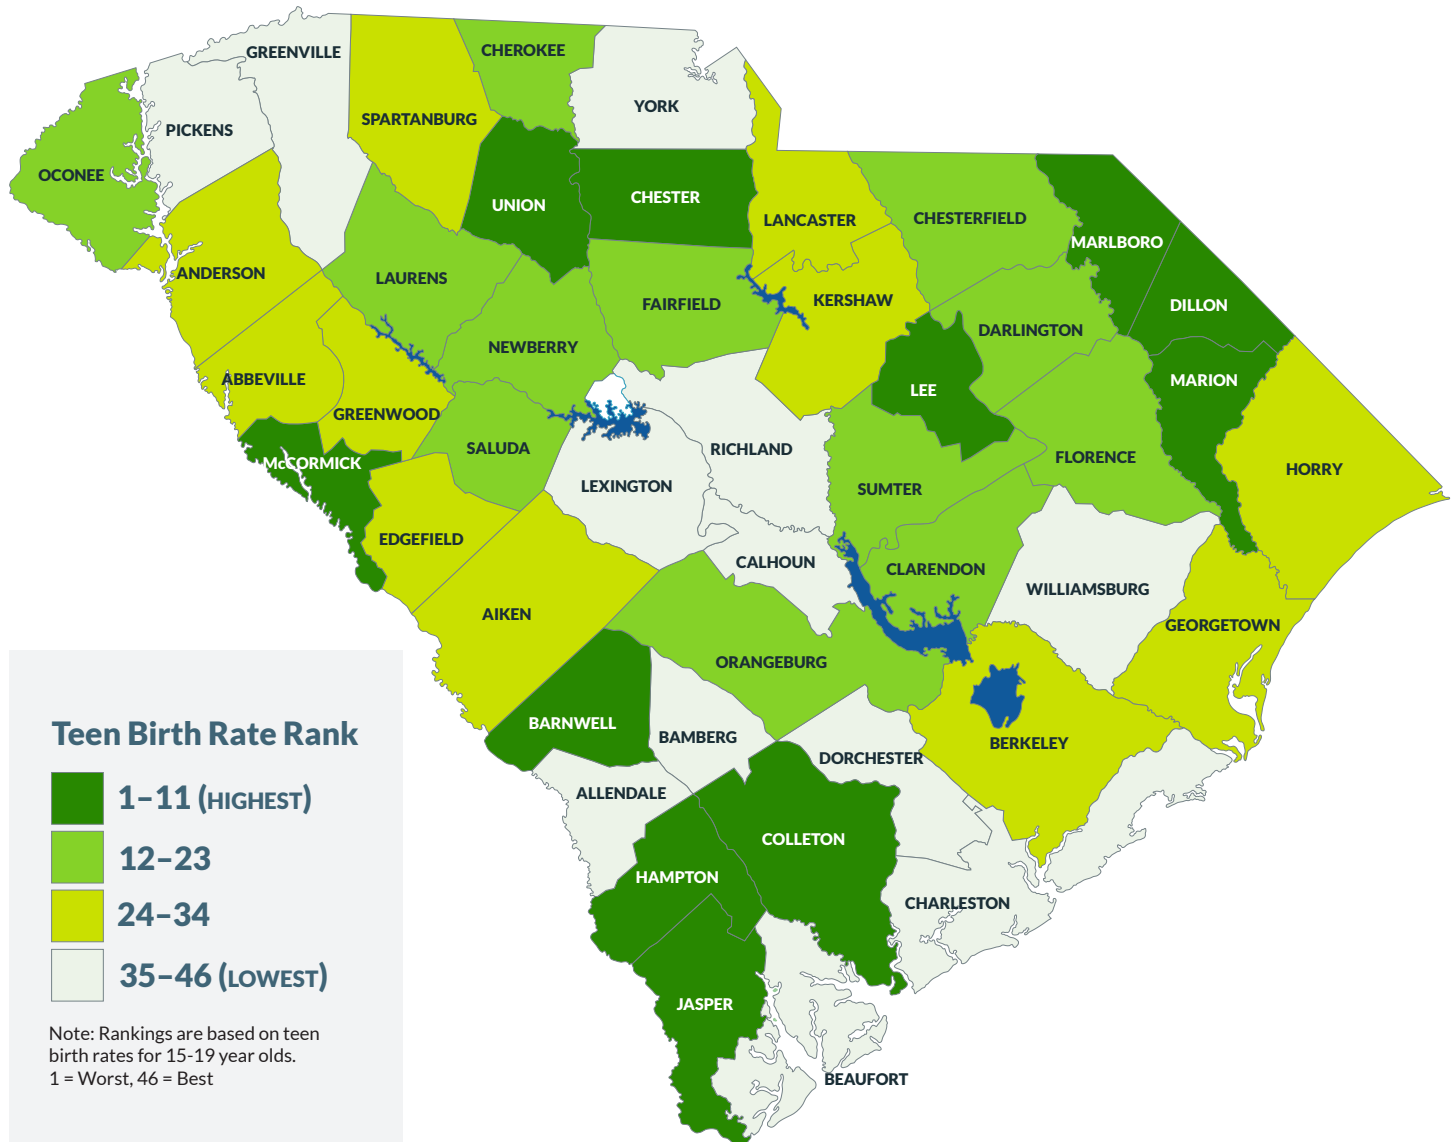 GREENVILLE
CHEROKEE
YORK
SPARTANBURG
PICKENS
OCONEE
UNION
CHESTER
LANCASTER
CHESTERFIELD
MARLBORO
ANDERSON
LAURENS
FAIRFIELD
KERSHAW
DILLON
DARLINGTON
NEWBERRY
ABBEVILLE
MARION
LEE
GREENWOOD
SALUDA
RICHLAND
FLORENCE
McCORMICK
HORRY
LEXINGTON
SUMTER
EDGEFIELD
CALHOUN
CLARENDON
WILLIAMSBURG
AIKEN
GEORGETOWN
ORANGEBURG
BARNWELL
BAMBERG
BERKELEY
DORCHESTER
ALLENDALE
COLLETON
HAMPTON
CHARLESTON
JASPER
BEAUFORT
Teen Birth Rate Rank
1–11 (HIGHEST)
12–23
24–34
35–46 (LOWEST)
Note: Rankings are based on teen
birth rates for 15-19 year olds.
1 = Worst, 46 = Best